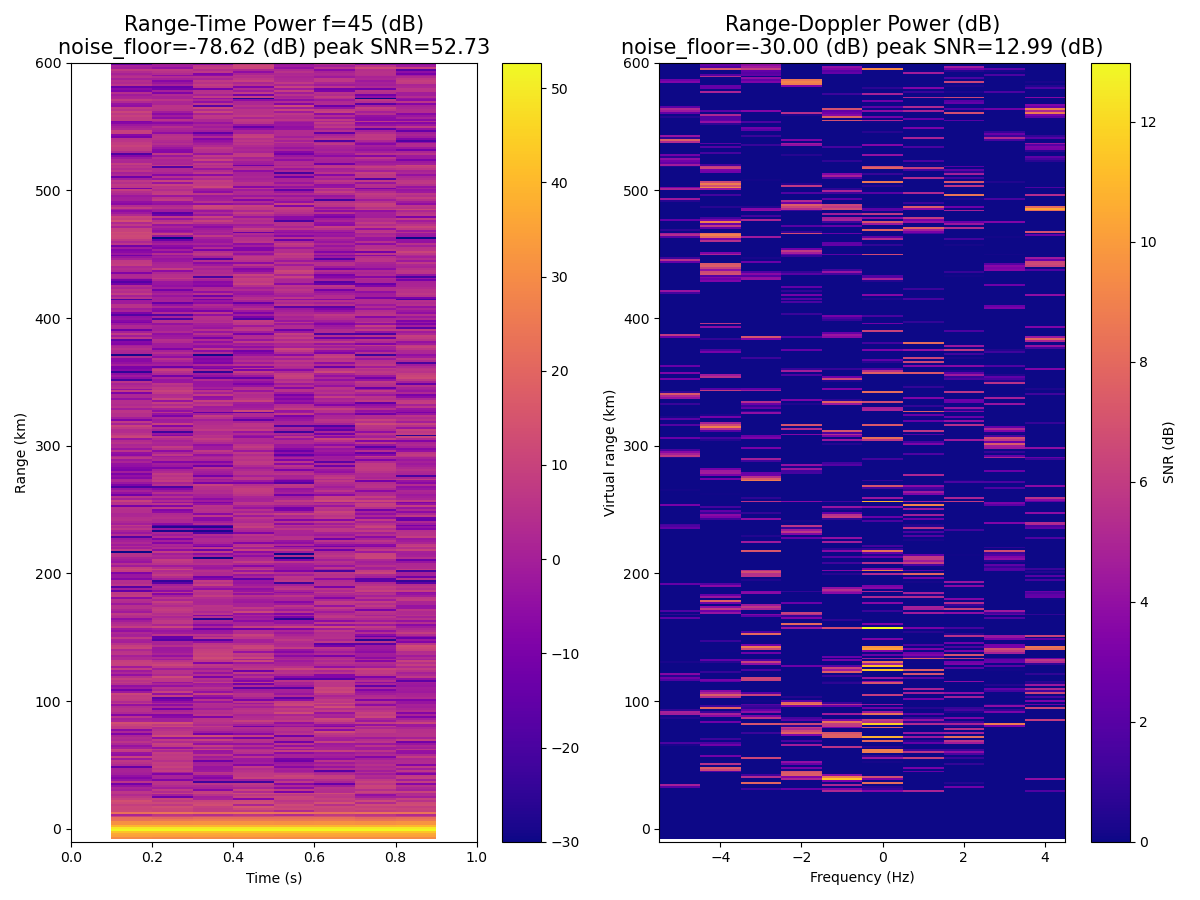 Range-Time Power f=45 (dB)
noise_floor=-78.62 (dB) peak SNR=52.73
Range (km)
600
500
400
300
200
100
0
0.0 0.2 0.4 0.6 0.8 1.0
Time (s)
50
40
30
20
10
0
−10
−20
−30
Range-Doppler Power (dB)
noise_floor=-30.00 (dB) peak SNR=12.99 (dB)
Virtual range (km)
600
500
400
300
200
100
0
−4 −2 0 2 4
Frequency (Hz)
12
10
8
6
4
2
0
SNR (dB)